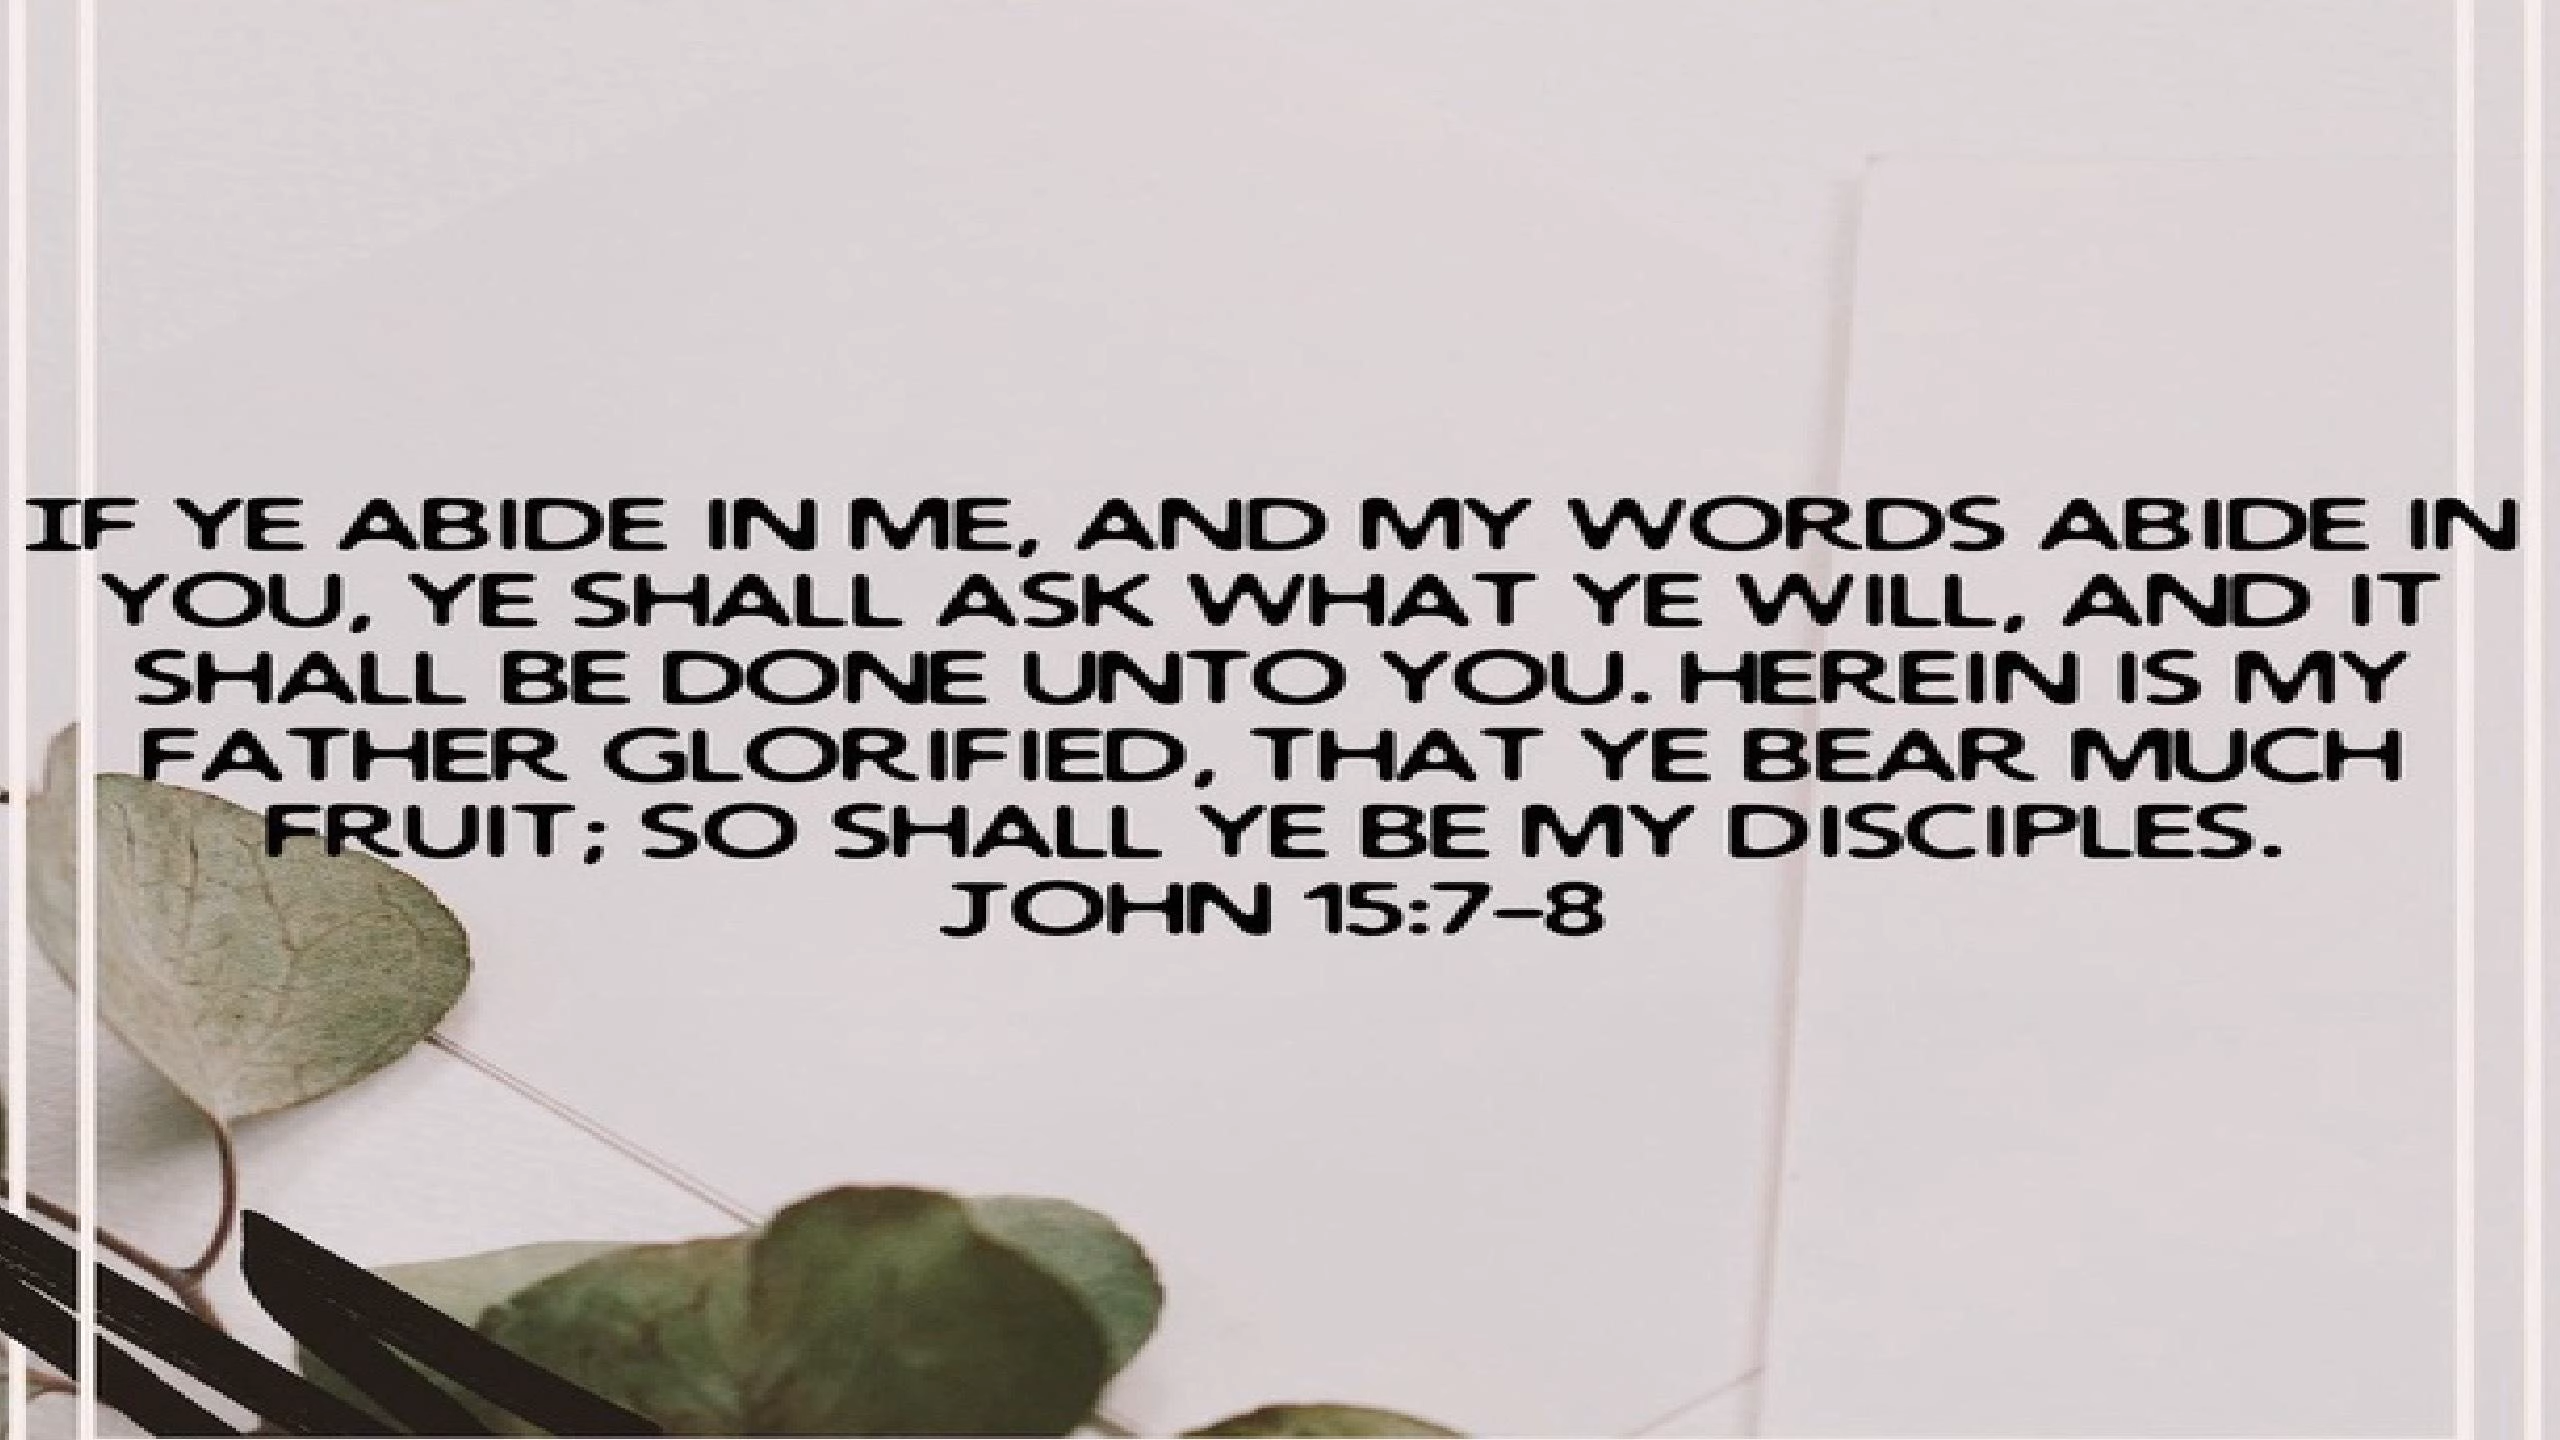 IF YE ABIDE IN ME, AND MY WORDS ABIDE IN
YOU, YE SHALL ASK WHAT YE WILL, AND IT
SHALL BE DONE UNTO YOU. HEREIN IS MY
FATHER GLORIFIED, THAT YE BEAR MUCH
FRUIT; SO SHALL YE BE MY DISCIPLES.
JOHN 15:7-8